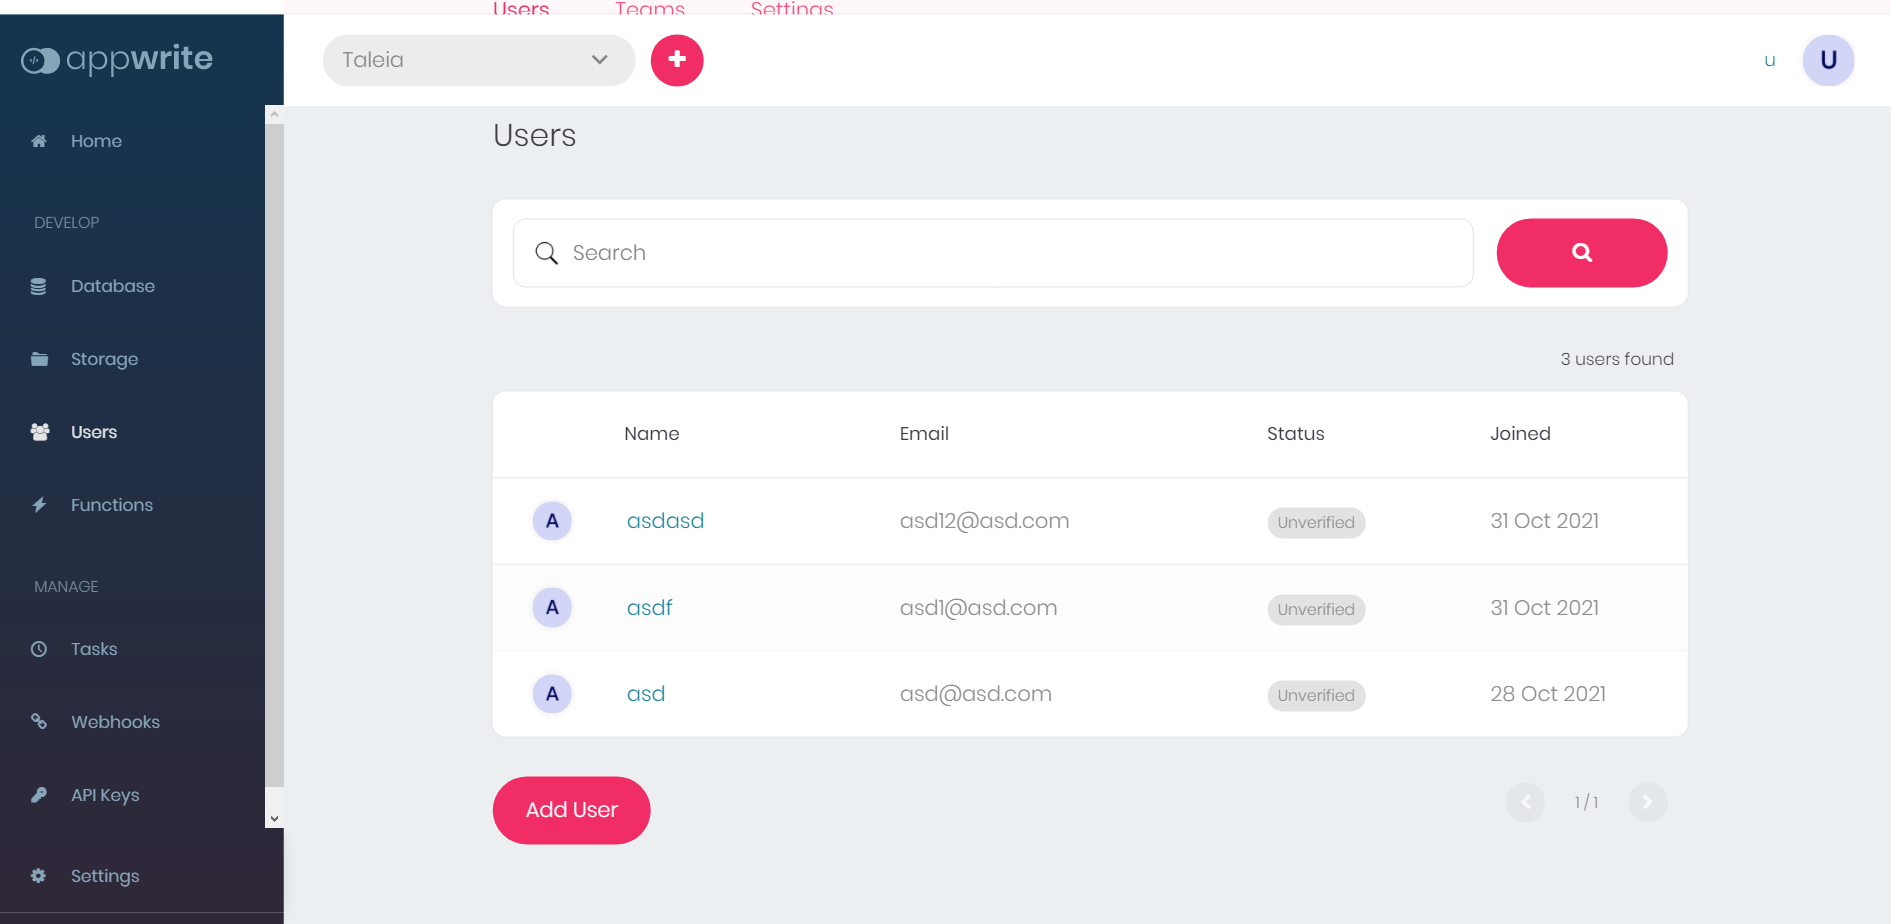 Users Teams Settings
appwrite
Taleia
u U
Home
DEVELOP
Database
Storage
Users
Functions
MANAGE
Tasks
Webhooks
API Keys
Settings
Users
Search
3 users found
Name Email Status Joined
A asdasd asd12@asd.com Unverified 31 Oct 2021
A asdf asd1@asd.com Unverified 31 Oct 2021
A asd asd@asd.com Unverified 28 Oct 2021
Add User
1 / 1